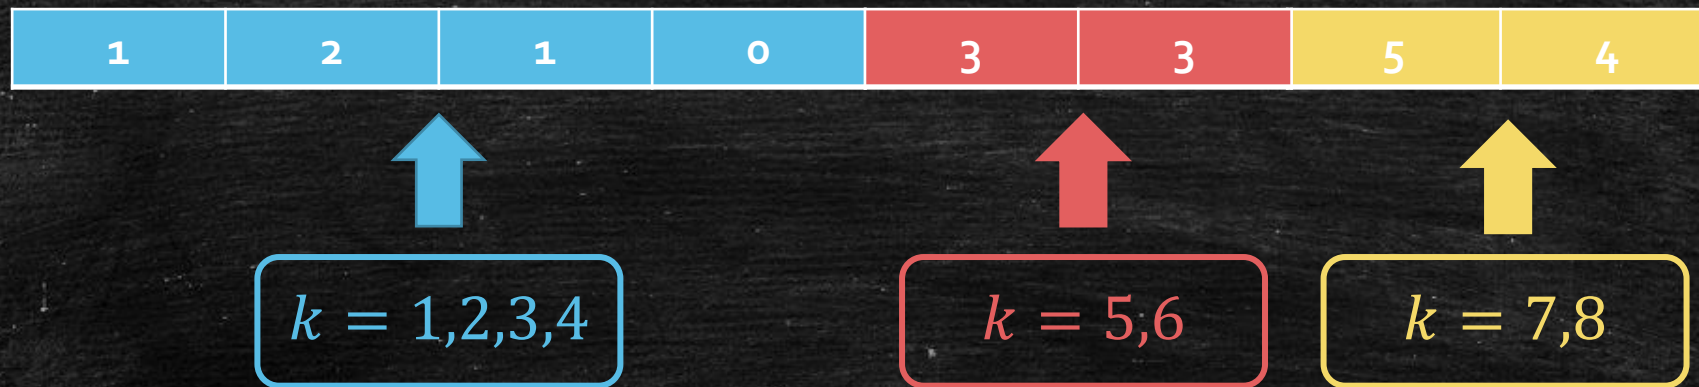 1 2 1 0 3 3 5 4
k = 1,2,3,4 k = 5,6 k = 7,8